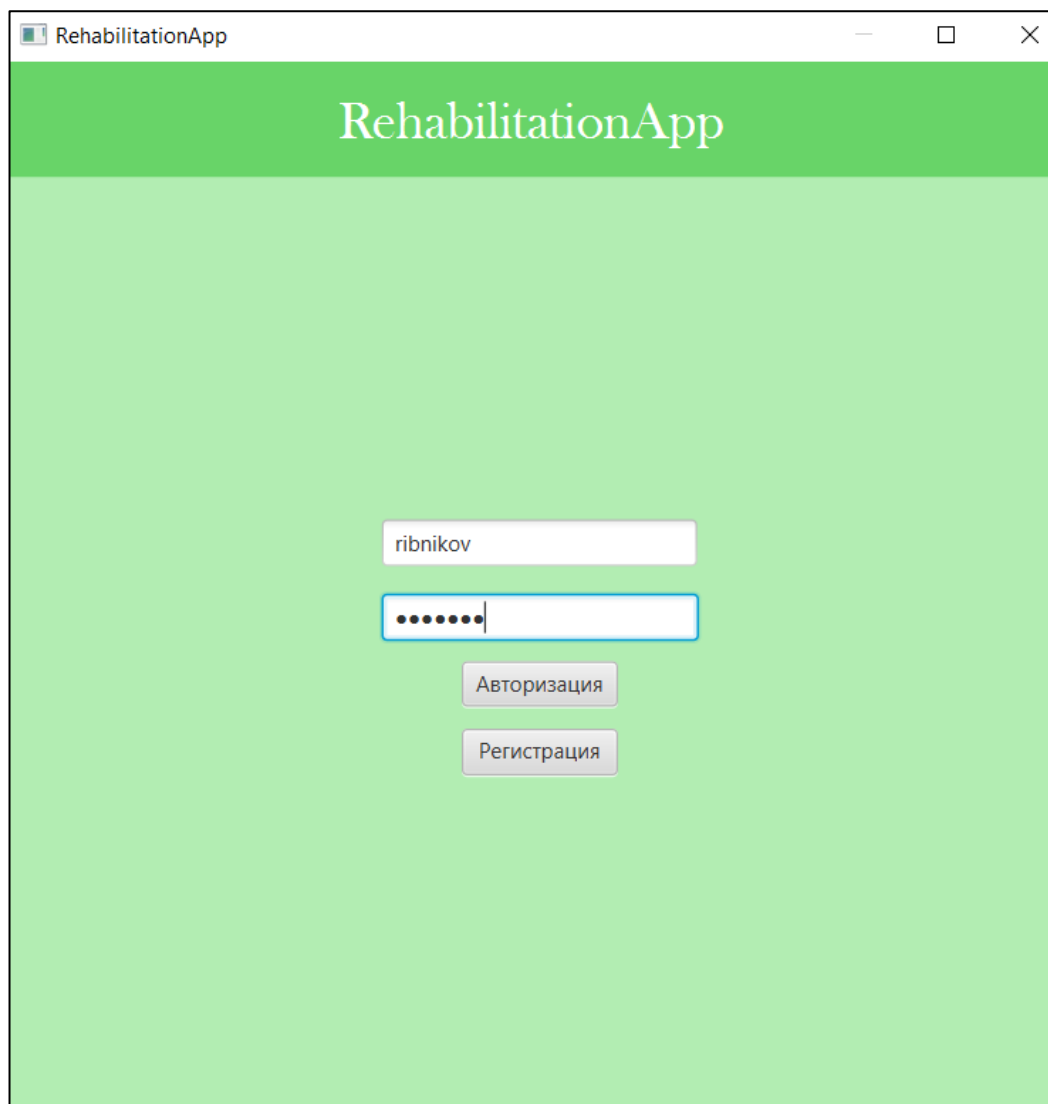 RehabilitationApp
RehabilitationApp
ribnikov
•••••••
Авторизация
Регистрация